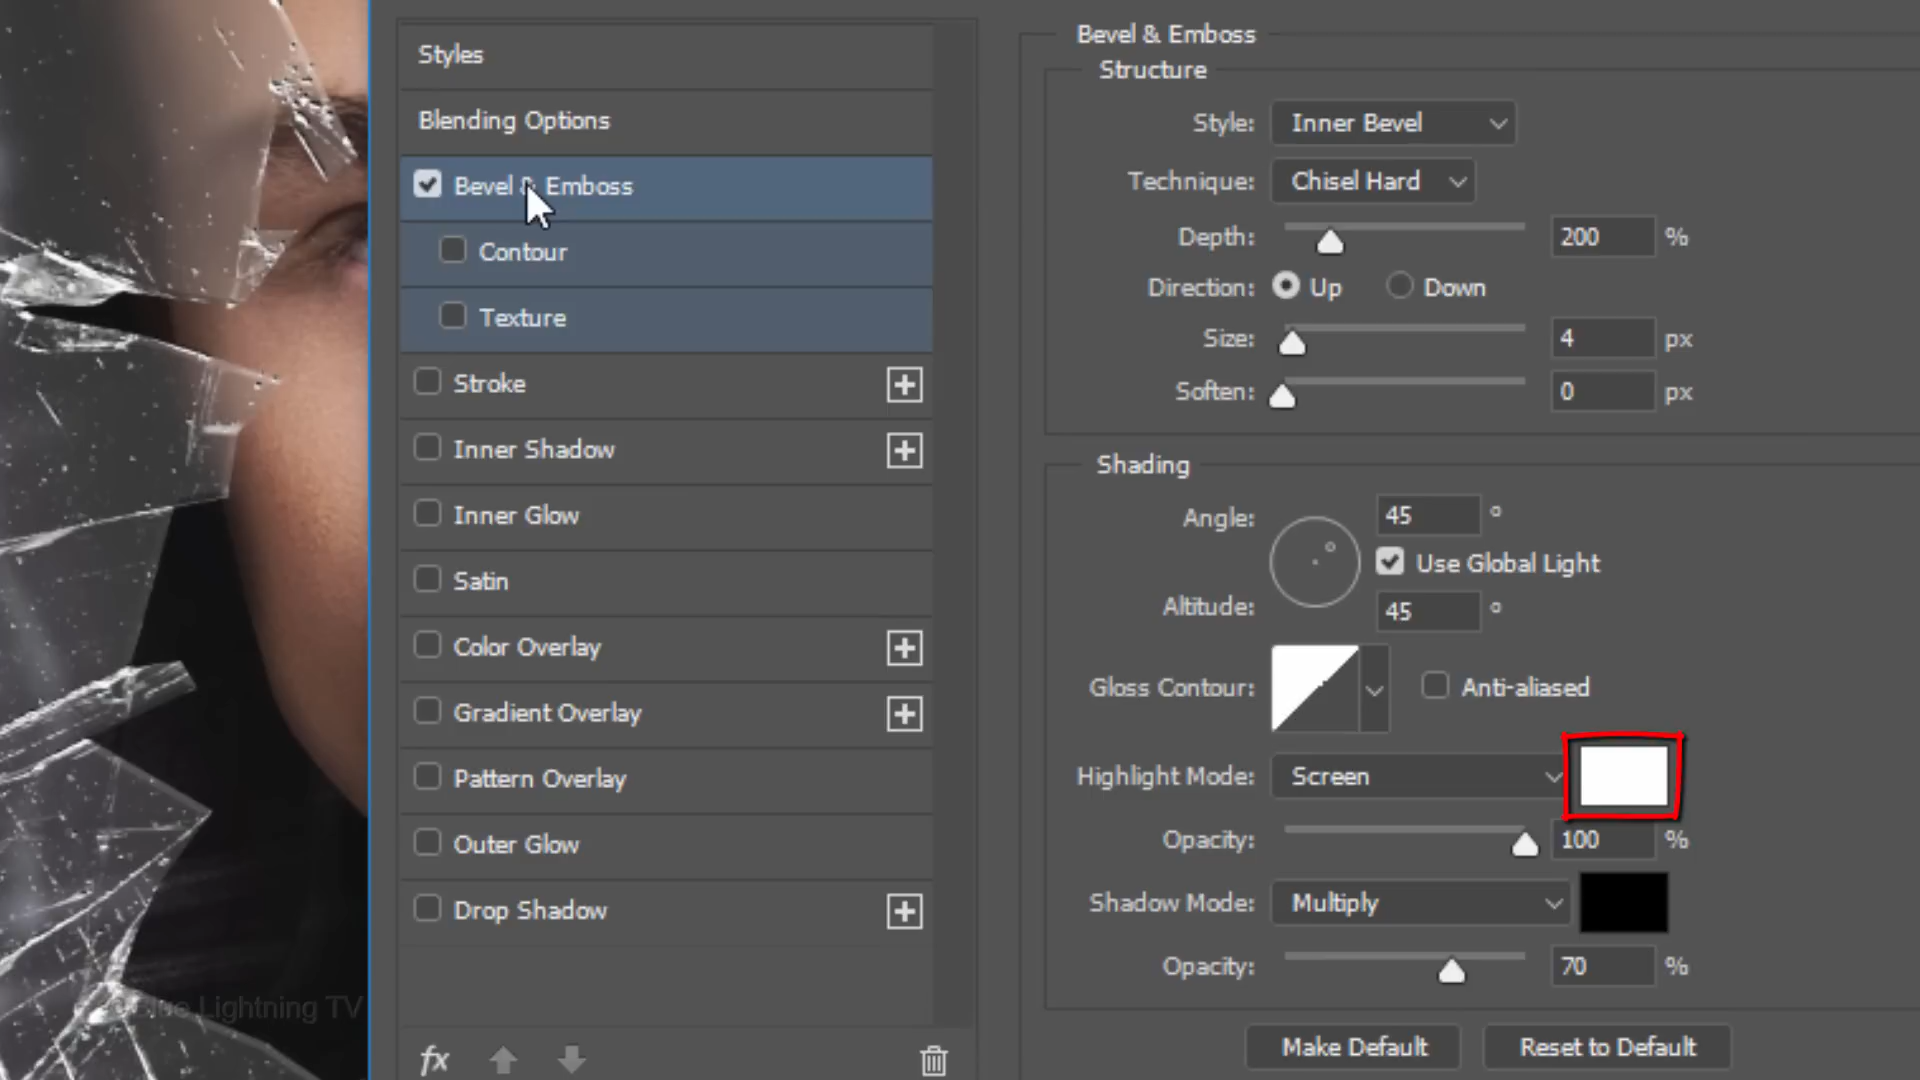 Styles
Blending Options
Bevel & Emboss
Contour
Texture
Stroke
Inner Shadow
Inner Glow
Satin
Color Overlay
Gradient Overlay
Pattern Overlay
Outer Glow
Drop Shadow
fx
Bevel & Emboss
Structure
Style: Inner Bevel
Technique: Chisel Hard
Depth: 200 %
Direction: Up Down
Size: 4 px
Soften: 0 px
Shading
Angle: 45 °
Use Global Light
Altitude: 45 °
Gloss Contour: Anti-aliased
Highlight Mode: Screen
Opacity: 100 %
Shadow Mode: Multiply
Opacity: 70 %
Make Default Reset to Default
Blue Lightning TV